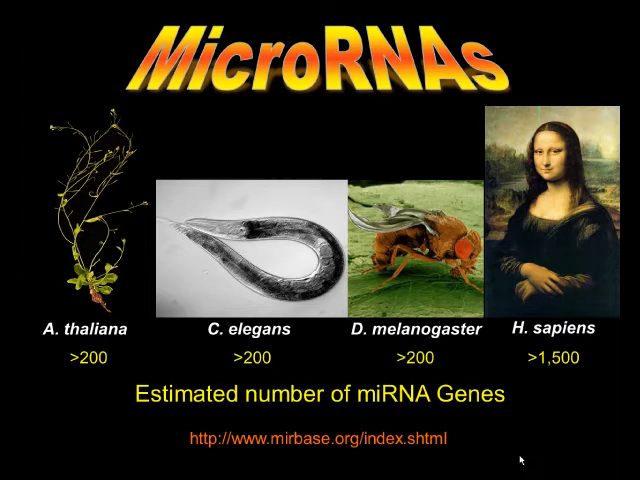 MicroRNAs
A. thaliana C. elegans D. melanogaster H. sapiens
>200 >200 >200 >1,500
Estimated number of miRNA Genes
http://www.mirbase.org/index.shtml